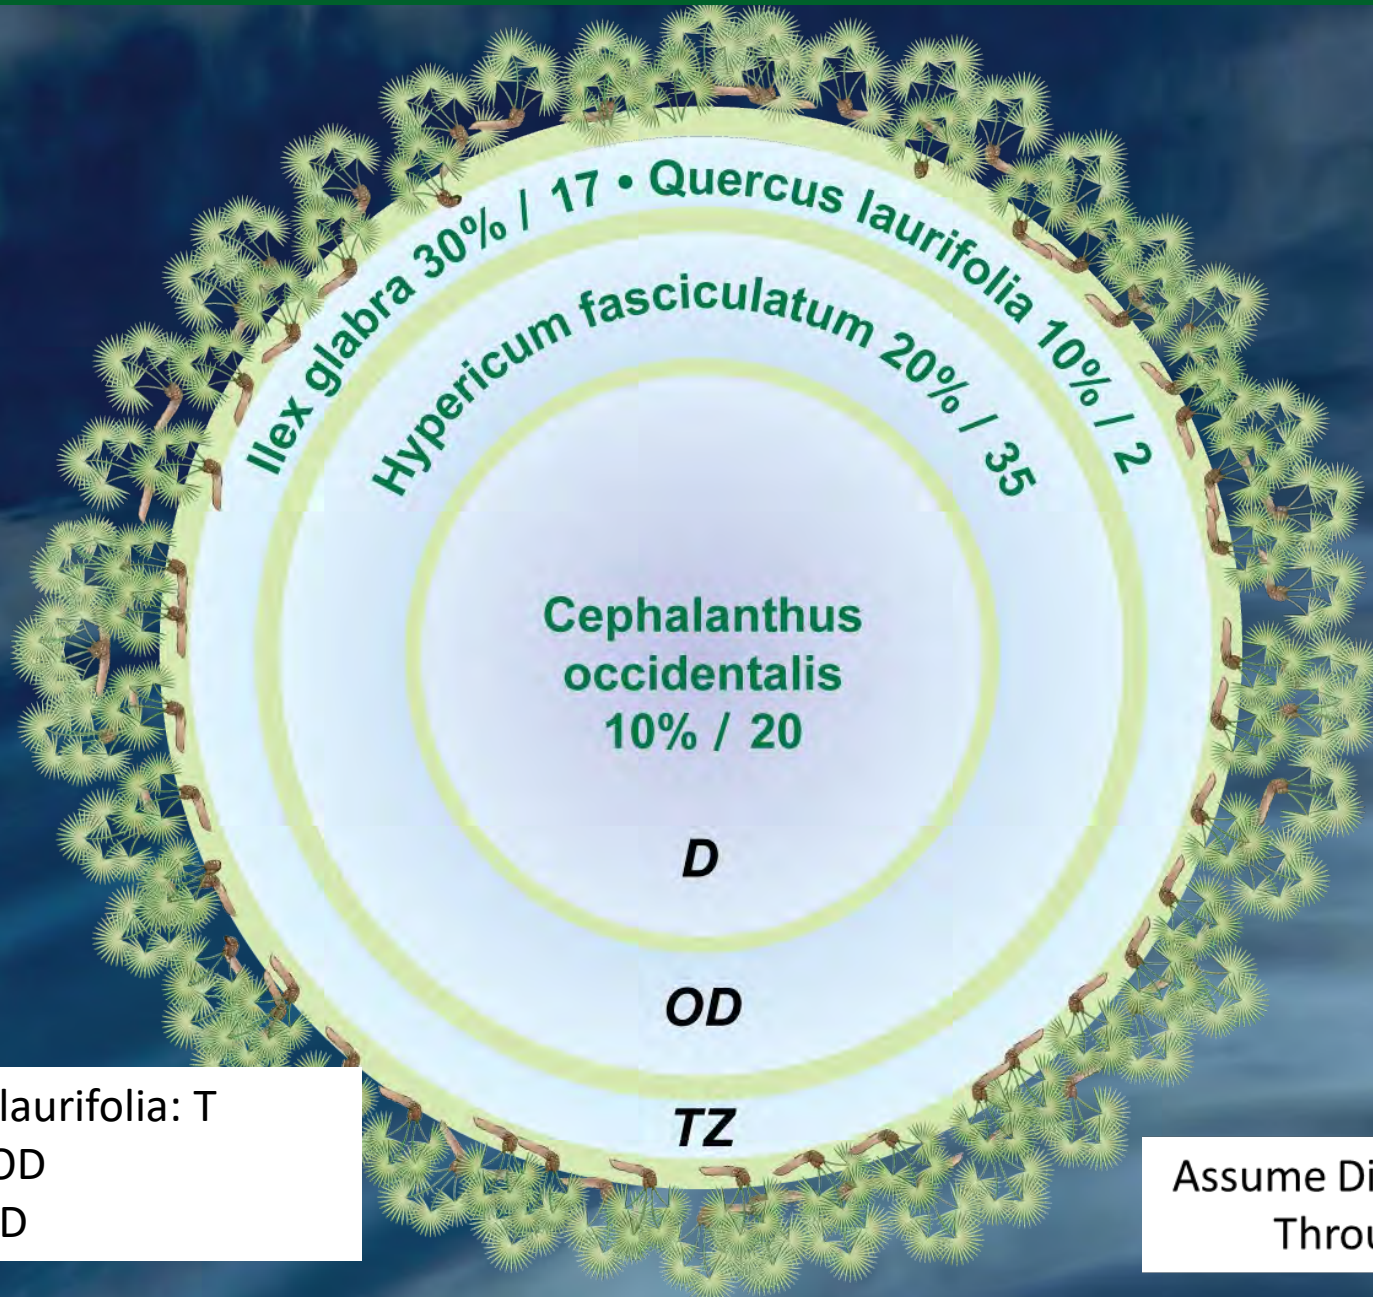 Ilex glabra 30% / 17 • Quercus laurifolia 10% / 2
Hypericum fasciculatum 20% / 35
Cephalanthus
occidentalis
10% / 20
D
OD
TZ
laurifolia: T
OD
D
Assume Di
Throu